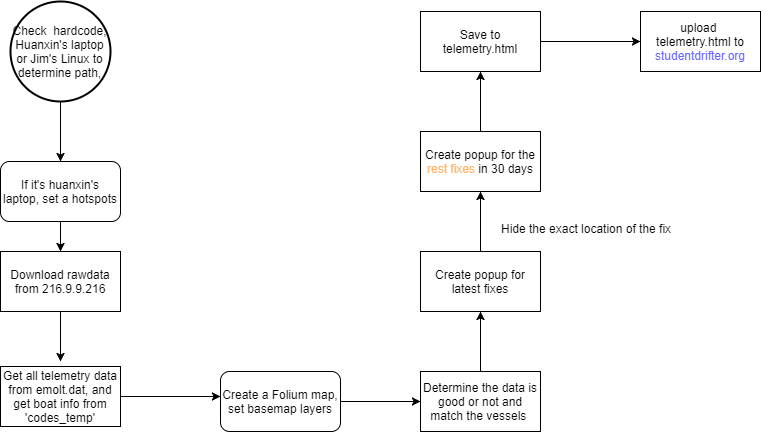 Check  hardcode,
Huanxin's laptop
or Jim's Linux to
determine path,
If it's huanxin's
laptop, set a hotspots
Download rawdata
from 216.9.9.216
Get all telemetry data
from emolt.dat, and
get boat info from
'codes_temp'
Create a Folium map,
set basemap layers
Determine the data is
good or not and
match the vessels
Create popup for
latest fixes
Hide the exact location of the fix
Create popup for the
rest fixes in 30 days
Save to
telemetry.html
upload
telemetry.html to
studentdrifter.org